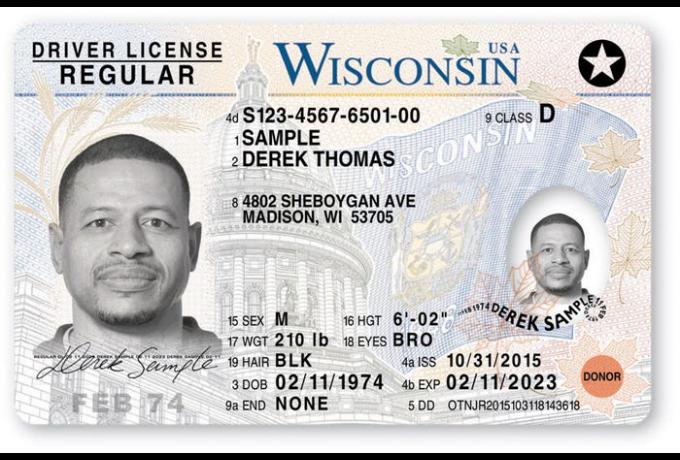 DRIVER LICENSE
REGULAR
WISCONSIN USA
4d S123-4567-6501-00
9 CLASS D
1 SAMPLE
2 DEREK THOMAS
8 4802 SHEBOYGAN AVE
MADISON, WI 53705
WISCONSIN
15 SEX M 16 HGT 6'-02"
17 WGT 210 lb 18 EYES BRO
19 HAIR BLK 4a ISS 10/31/2015
3 DOB 02/11/1974 4b EXP 02/11/2023
9a END NONE 5 DD OTNJR2015103118143618
DEREK SAMPLE
Derek Sample
FEB 74
DONOR